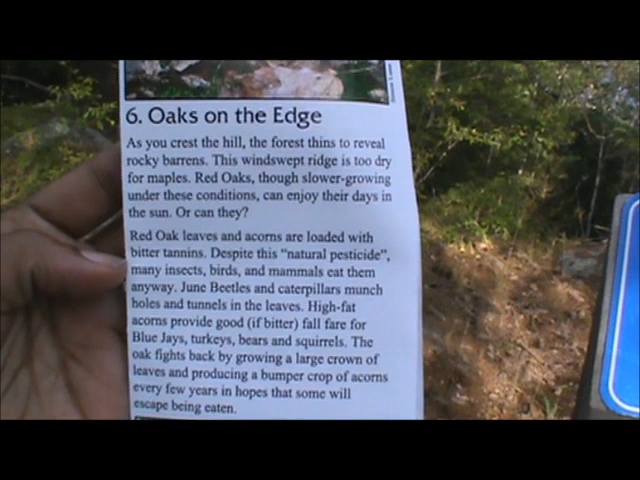 6. Oaks on the Edge
As you crest the hill, the forest thins to reveal
rocky barrens. This windswept ridge is too dry
for maples. Red Oaks, though slower-growing
under these conditions, can enjoy their days in
the sun. Or can they?
Red Oak leaves and acorns are loaded with
bitter tannins. Despite this “natural pesticide”,
many insects, birds, and mammals eat them
anyway. June Beetles and caterpillars munch
holes and tunnels in the leaves. High-fat
acorns provide good (if bitter) fall fare for
Blue Jays, turkeys, bears and squirrels. The
oak fights back by growing a large crown of
leaves and producing a bumper crop of acorns
every few years in hopes that some will
escape being eaten.